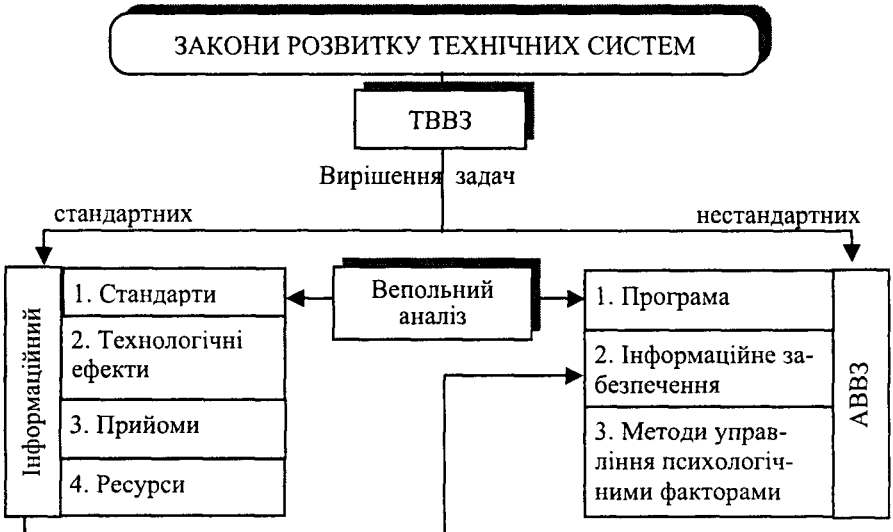 ЗАКОНИ РОЗВИТКУ ТЕХНІЧНИХ СИСТЕМ
ТВВЗ
Вирішення задач
стандартних
нестандартних
Інформаційний
1. Стандарти
2. Технологічні
ефекти
3. Прийоми
4. Ресурси
Вепольний
аналіз
1. Програма
2. Інформаційне за-
безпечення
3. Методи управ-
ління психологіч-
ними факторами
АВВЗ